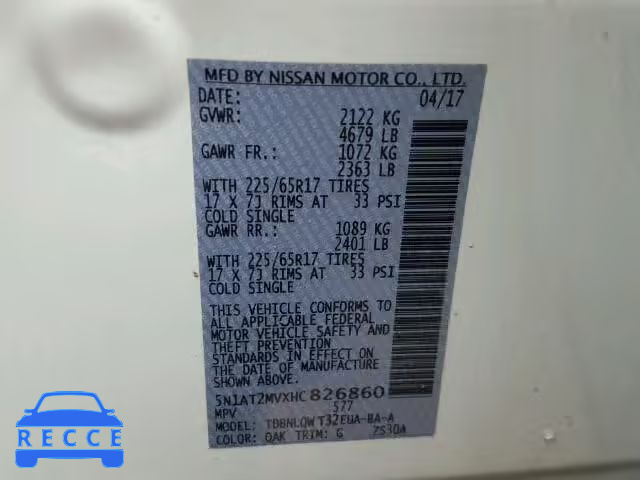 MFD BY NISSAN MOTOR CO., LTD.
DATE: 04/17
GVWR: 2122 KG
4679 LB
GAWR FR.: 1072 KG
2363 LB
WITH 225/65R17 TIRES
17 X 7J RIMS AT 33 PSI
COLD SINGLE
GAWR RR.: 1089 KG
2401 LB
WITH 225/65R17 TIRES
17 X 7J RIMS AT 33 PSI
COLD SINGLE
THIS VEHICLE CONFORMS TO
ALL APPLICABLE FEDERAL
MOTOR VEHICLE SAFETY AND
THEFT PREVENTION
STANDARDS IN EFFECT ON
THE DATE OF MANUFACTURE
SHOWN ABOVE.
5N1AT2MVXHC826860
MPV 577
MODEL: TDBNLQW T32EUA-BA-A
COLOR: QAK TRIM: G 7S30A
RECCE